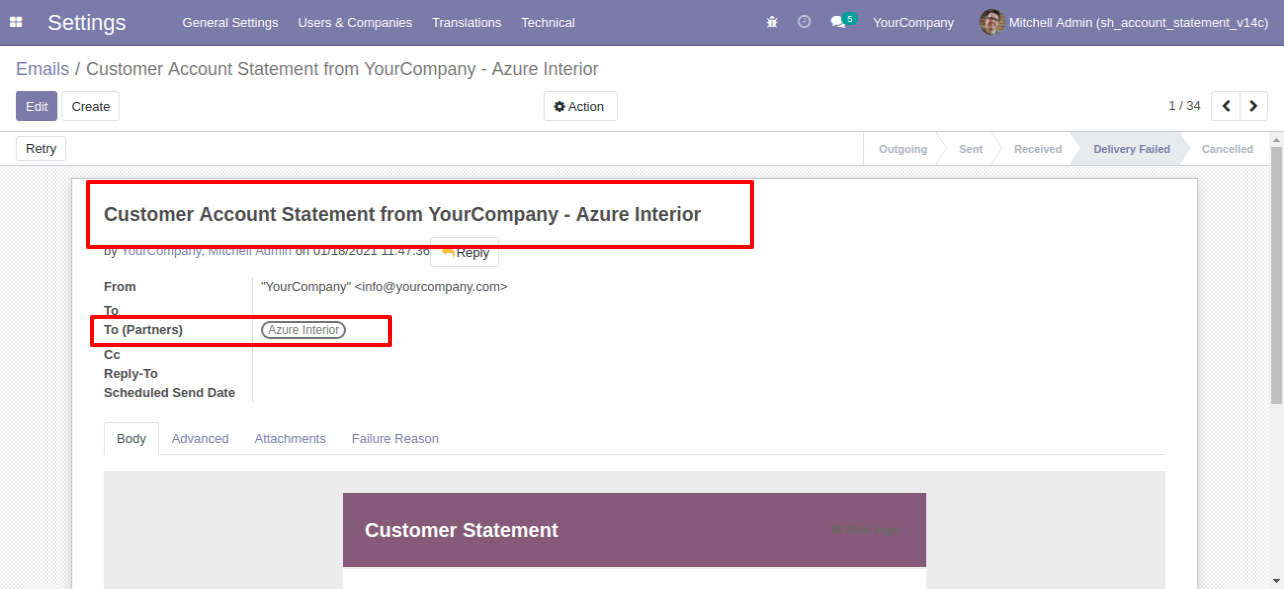 Settings General Settings Users & Companies Translations Technical 5 YourCompany Mitchell Admin (sh_account_statement_v14c)
Emails / Customer Account Statement from YourCompany - Azure Interior
Edit Create Action 1 / 34
Retry Outgoing Sent Received Delivery Failed Cancelled
Customer Account Statement from YourCompany - Azure Interior
by YourCompany, Mitchell Admin on 01/18/2021 11:47:36 Reply
From "YourCompany" <info@yourcompany.com>
To
To (Partners) Azure Interior
Cc
Reply-To
Scheduled Send Date
Body Advanced Attachments Failure Reason
Customer Statement